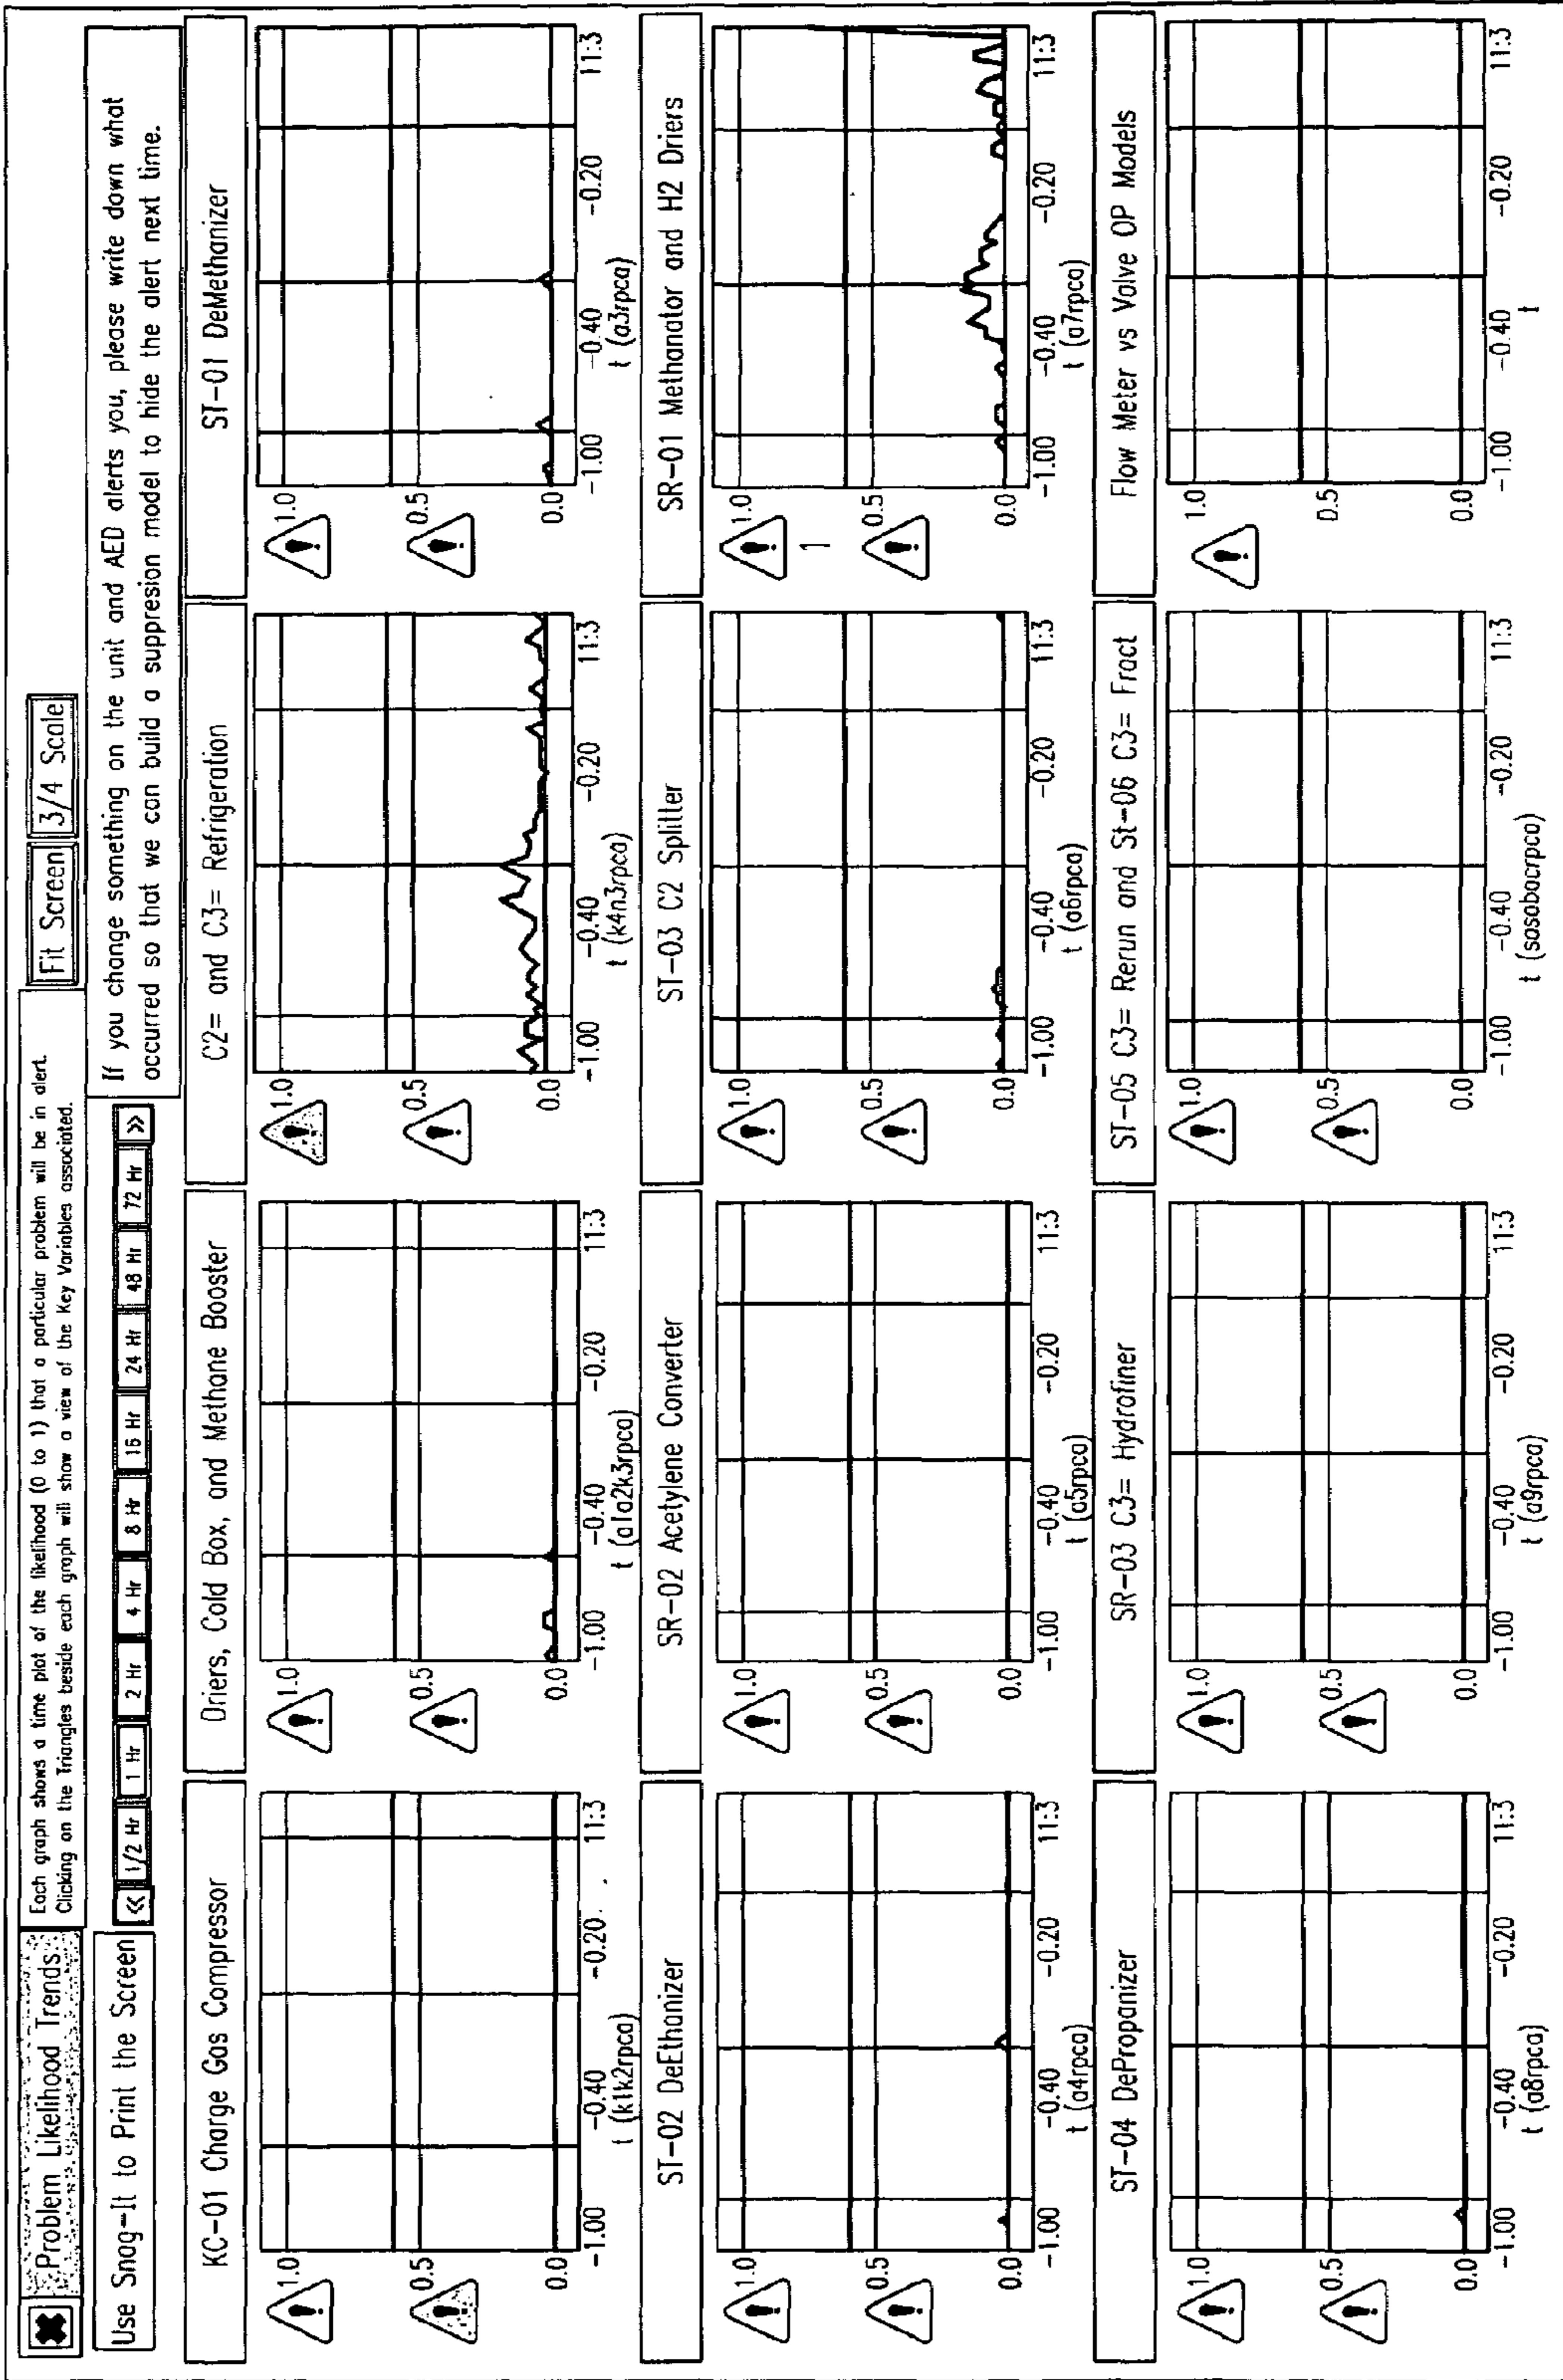 Problem Likelihood Trends
Each graph shows a time plot of the likelihood (0 to 1) that a particular problem will be in alert.
Clicking on the Triangles beside each graph will show a view of the Key Variables associated.
Fit Screen
3/4 Scale
Use Snag-It to Print the Screen
<< 1/2 Hr 1 Hr 2 Hr 4 Hr 8 Hr 16 Hr 24 Hr 48 Hr 72 Hr >>
If you change something on the unit and AED alerts you, please write down what
occurred so that we can build a suppresion model to hide the alert next time.
KC-01 Charge Gas Compressor
1.0
0.5
0.0
-1.00 -0.40 -0.20 11:3
t (k1k2rpca)
Driers, Cold Box, and Methane Booster
1.0
0.5
0.0
-1.00 -0.40 -0.20 11:3
t (a1a2k3rpca)
C2= and C3= Refrigeration
1.0
0.5
0.0
-1.00 -0.40 -0.20 11:3
t (k4n3rpca)
ST-01 DeMethanizer
1.0
0.5
0.0
-1.00 -0.40 -0.20 11:3
t (a3rpca)
ST-02 DeEthanizer
1.0
0.5
0.0
-1.00 -0.40 -0.20 11:3
t (a4rpca)
SR-02 Acetylene Converter
1.0
0.5
0.0
-1.00 -0.40 -0.20 11:3
t (a5rpca)
ST-03 C2 Splitter
1.0
0.5
0.0
-1.00 -0.40 -0.20 11:3
t (a6rpca)
SR-01 Methanator and H2 Driers
1.0
1
0.5
0.0
-1.00 -0.40 -0.20 11:3
t (a7rpca)
ST-04 DePropanizer
1.0
0.5
0.0
-1.00 -0.40 -0.20 11:3
t (a8rpca)
SR-03 C3= Hydrofiner
1.0
0.5
0.0
-1.00 -0.40 -0.20 11:3
t (a9rpca)
ST-05 C3= Rerun and St-06 C3= Fract
1.0
0.5
0.0
-1.00 -0.40 -0.20 11:3
t (sasabacrpca)
Flow Meter vs Valve OP Models
1.0
0.5
0.0
-1.00 -0.40 -0.20 11:3
t